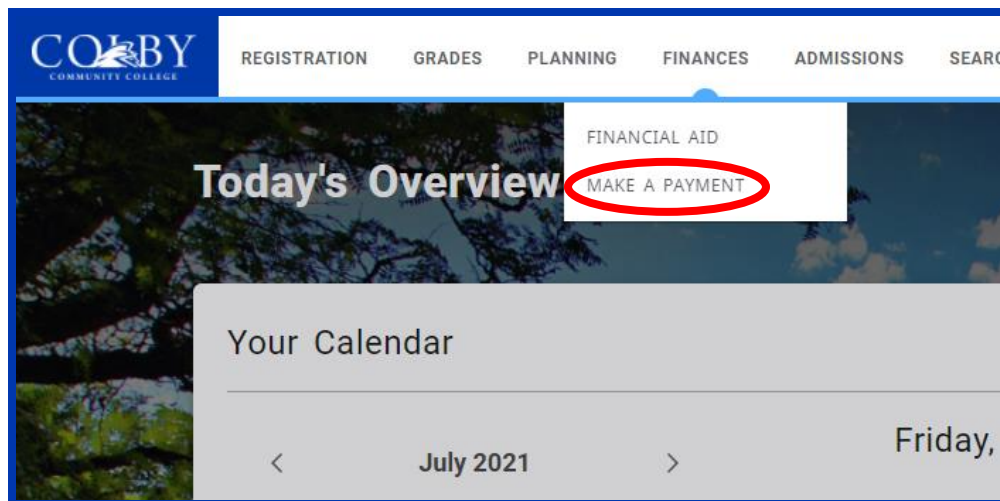 COLBY
COMMUNITY COLLEGE
REGISTRATION GRADES PLANNING FINANCES ADMISSIONS
FINANCIAL AID
MAKE A PAYMENT
Today's Overview
Your Calendar
< July 2021 >
Friday,